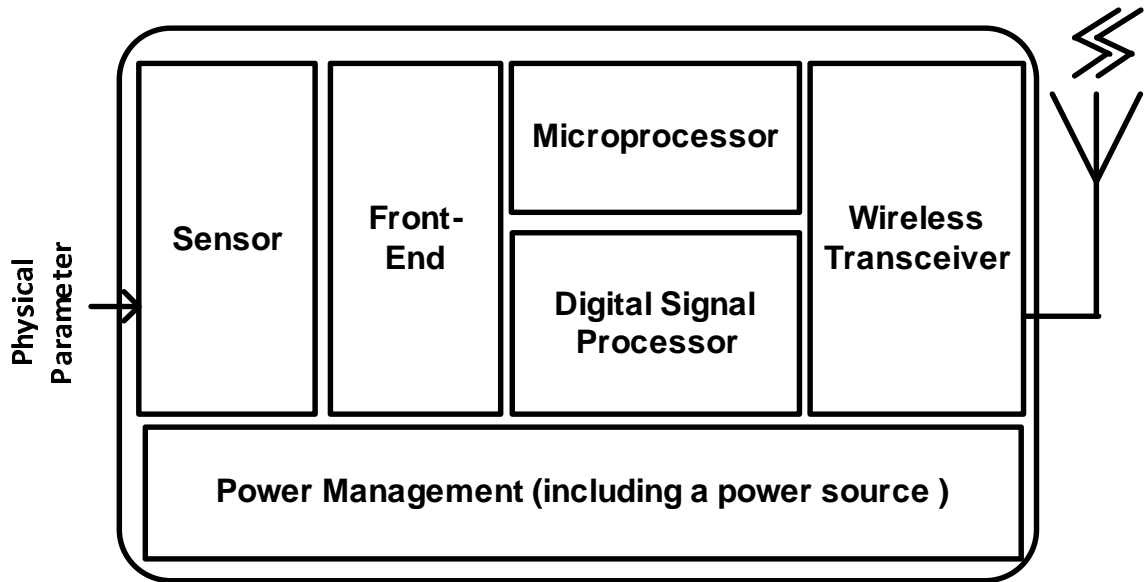 Physical
Parameter
Sensor
Front-
End
Microprocessor
Digital Signal
Processor
Wireless
Transceiver
Power Management (including a power source )